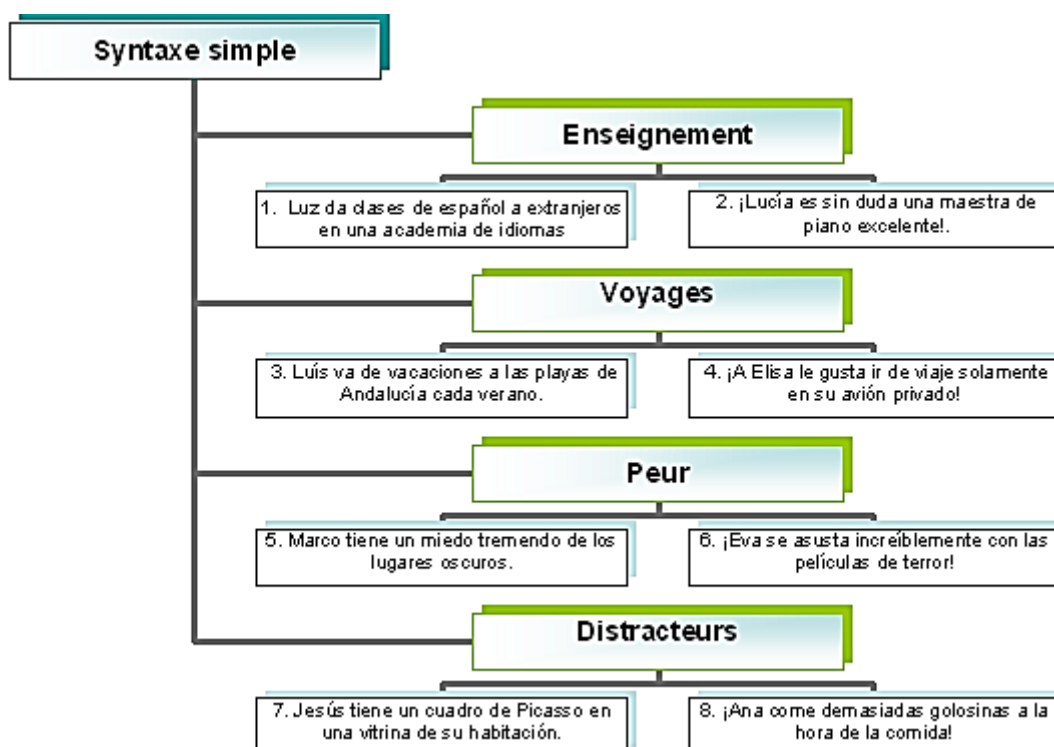 Syntaxe simple
Enseignement
1. Luz da clases de español a extranjeros
en una academia de idiomas
2. ¡Lucía es sin duda una maestra de
piano excelente!.
Voyages
3. Luís va de vacaciones a las playas de
Andalucía cada verano.
4. ¡A Elisa le gusta ir de viaje solamente
en su avión privado!
Peur
5. Marco tiene un miedo tremendo de los
lugares oscuros.
6. ¡Eva se asusta increíblemente con las
películas de terror!
Distracteurs
7. Jesús tiene un cuadro de Picasso en
una vitrina de su habitación.
8. ¡Ana come demasiadas golosinas a la
hora de la comida!